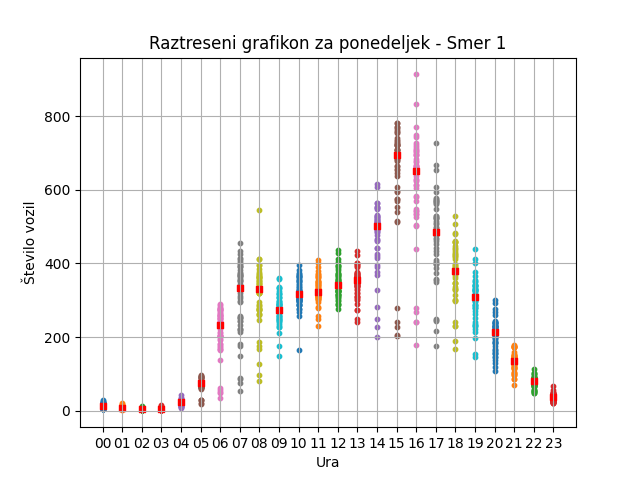 Raztreseni grafikon za ponedeljek - Smer 1
Število vozil
800
600
400
200
0
00 01 02 03 04 05 06 07 08 09 10 11 12 13 14 15 16 17 18 19 20 21 22 23
Ura